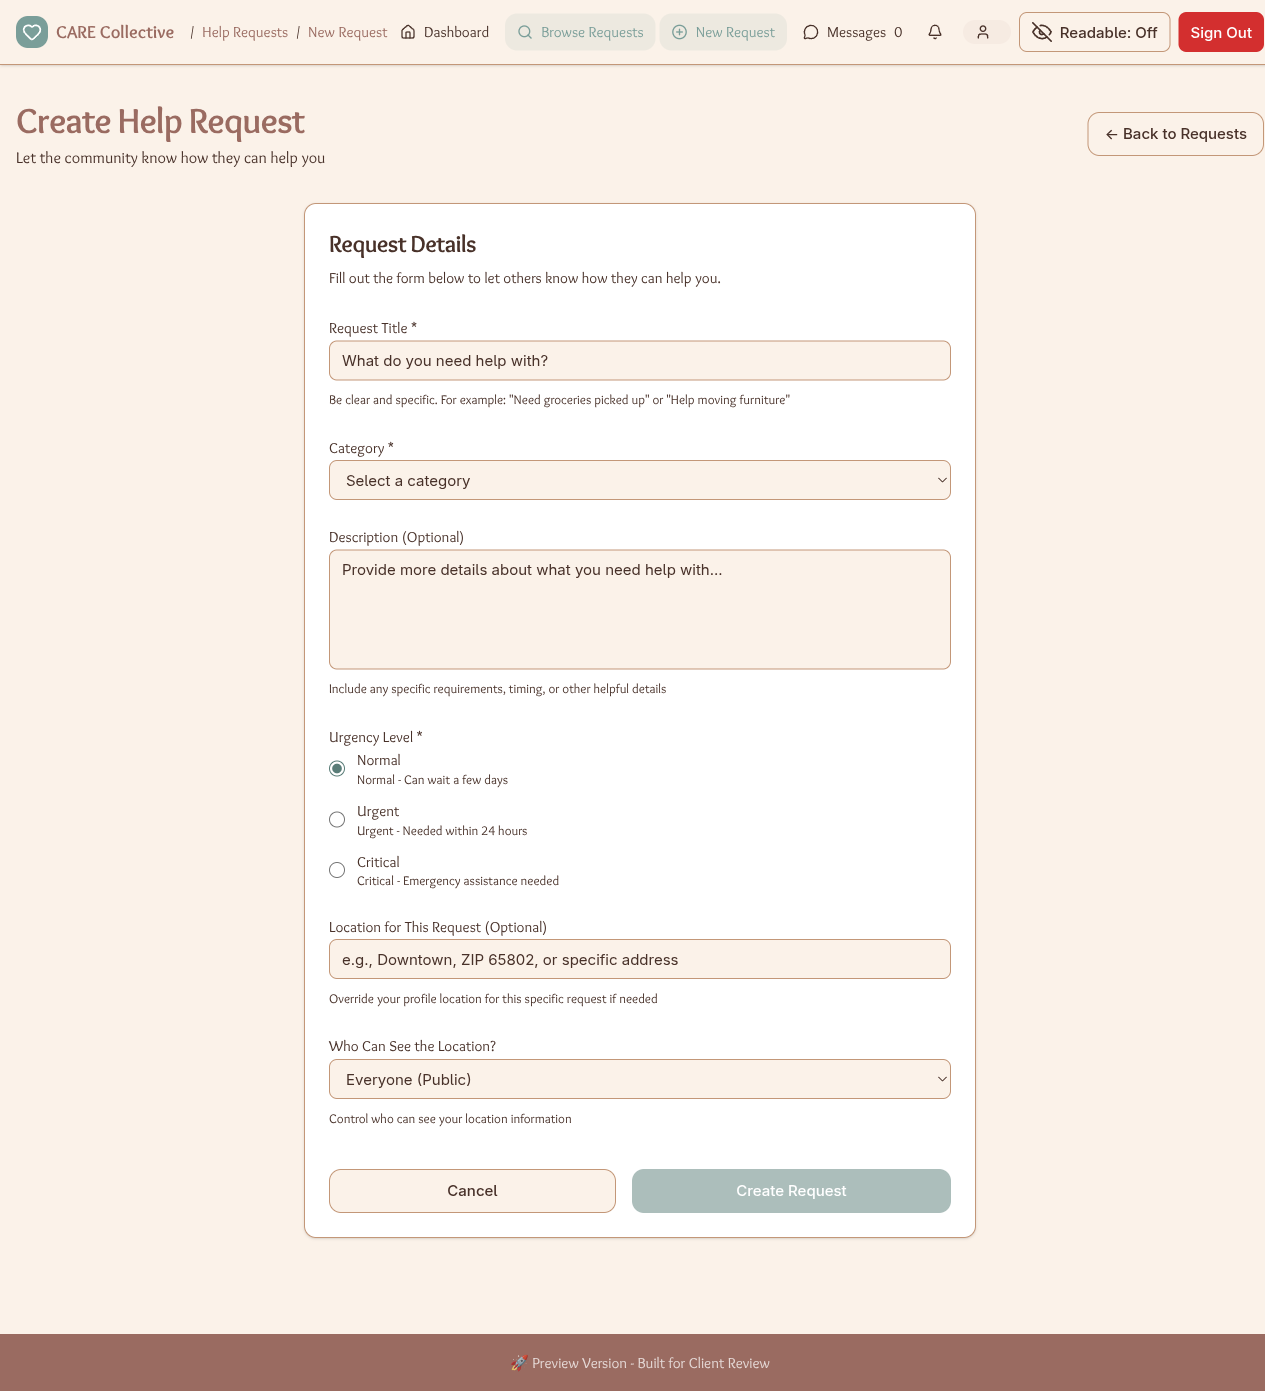 CARE Collective / Help Requests / New Request Dashboard Browse Requests New Request Messages 0 Readable: Off Sign Out
Create Help Request
Let the community know how they can help you
← Back to Requests
Request Details
Fill out the form below to let others know how they can help you.
Request Title *
What do you need help with?
Be clear and specific. For example: "Need groceries picked up" or "Help moving furniture"
Category *
Select a category
Description (Optional)
Provide more details about what you need help with...
Include any specific requirements, timing, or other helpful details
Urgency Level *
Normal
Normal - Can wait a few days
Urgent
Urgent - Needed within 24 hours
Critical
Critical - Emergency assistance needed
Location for This Request (Optional)
e.g., Downtown, ZIP 65802, or specific address
Override your profile location for this specific request if needed
Who Can See the Location?
Everyone (Public)
Control who can see your location information
Cancel Create Request
🚀 Preview Version - Built for Client Review